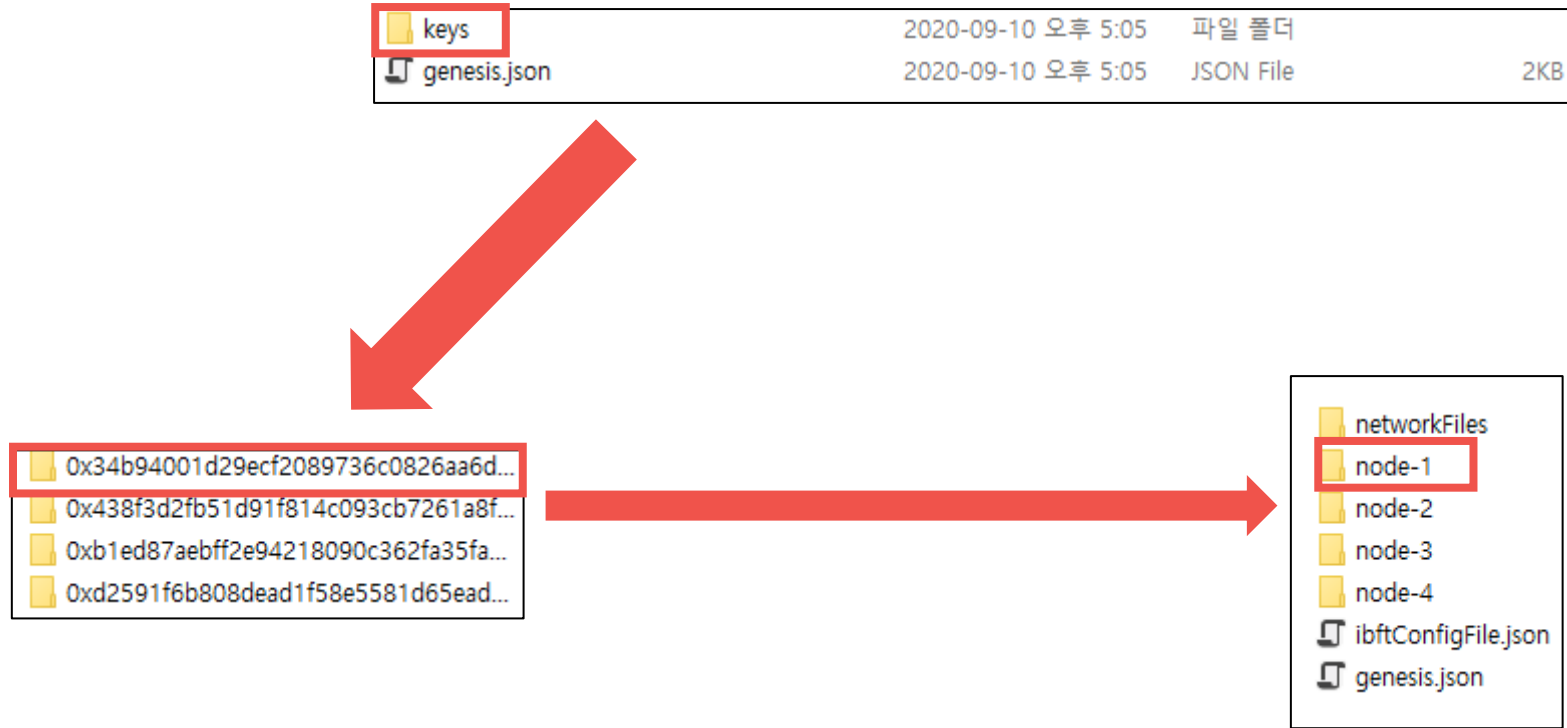 keys 2020-09-10 오후 5:05 파일 폴더
genesis.json 2020-09-10 오후 5:05 JSON File 2KB
0x34b94001d29ecf2089736c0826aa6d...
0x438f3d2fb51d91f814c093cb7261a8f...
0xb1ed87aebff2e94218090c362fa35fa...
0xd2591f6b808dead1f58e5581d65ead...
networkFiles
node-1
node-2
node-3
node-4
ibftConfigFile.json
genesis.json